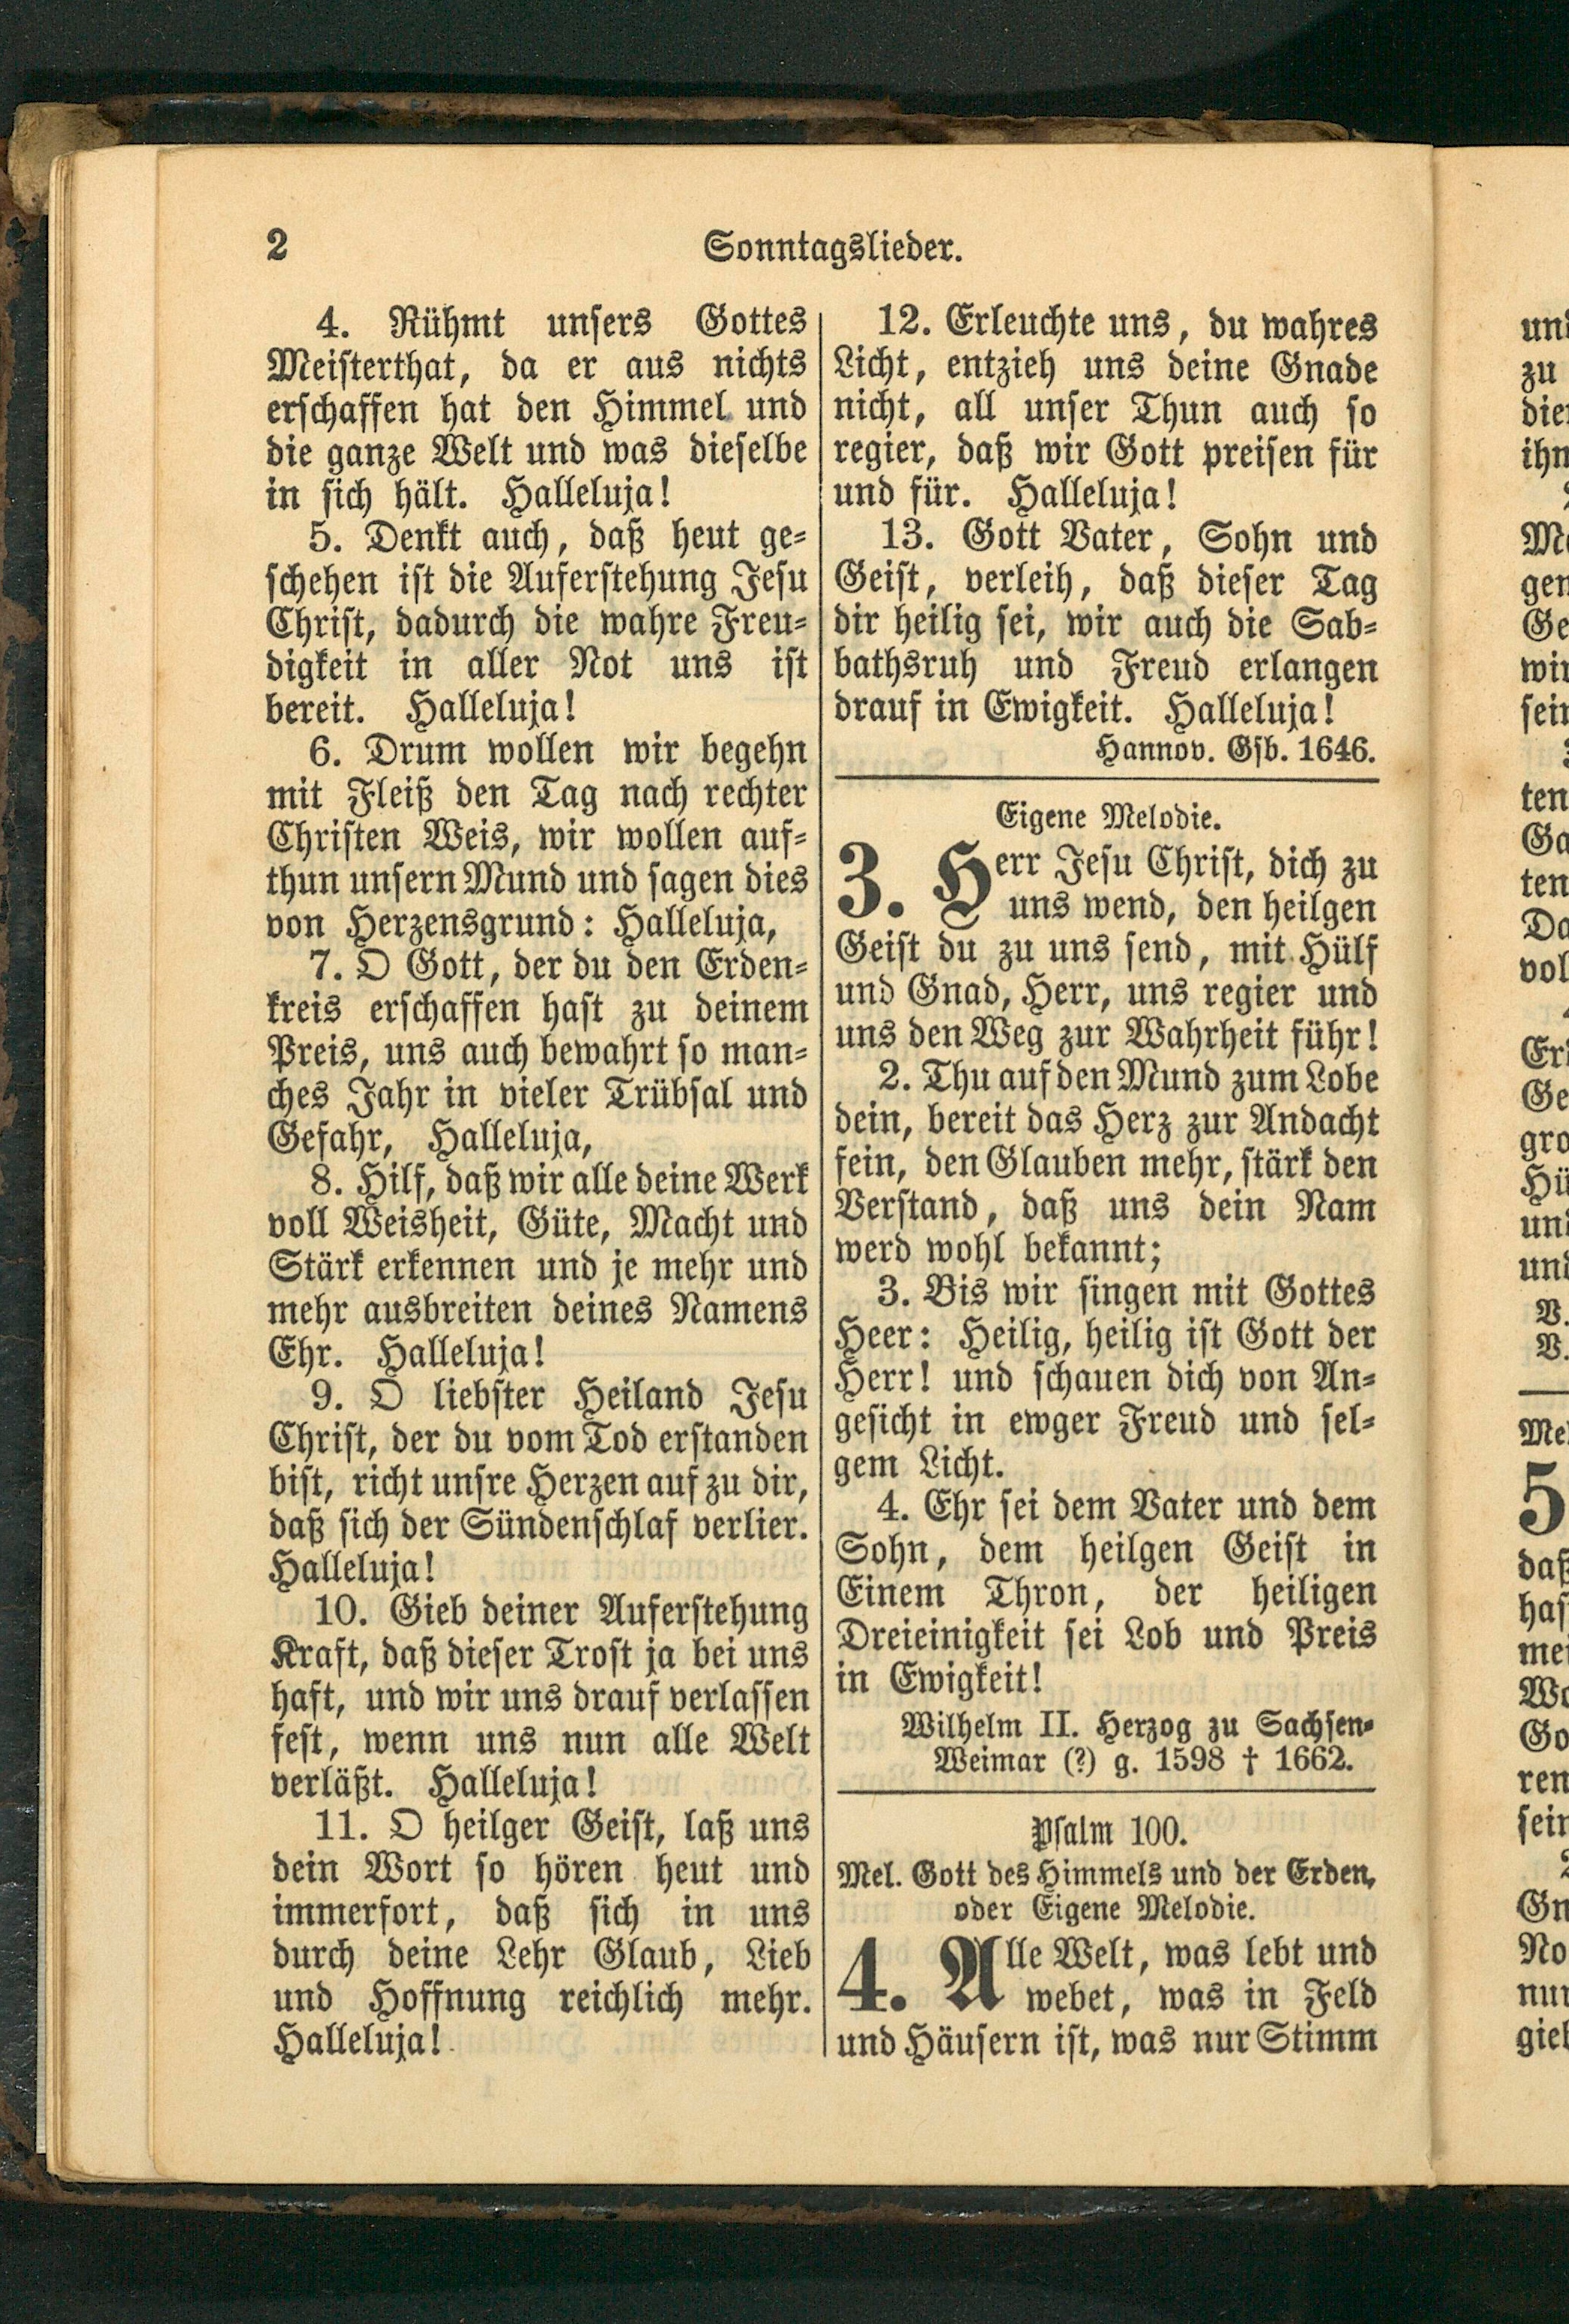 2
Sonntagslieder.
4. Rühmt unsers Gottes
Meisterthat, da er aus nichts
erschaffen hat den Himmel und
die ganze Welt und was dieselbe
in sich hält. Halleluja!
5. Denkt auch, daß heut ge=
schehen ist die Auferstehung Jesu
Christ, dadurch die wahre Freu=
digkeit in aller Not uns ist
bereit. Halleluja!
6. Drum wollen wir begehn
mit Fleiß den Tag nach rechter
Christen Weis, wir wollen auf=
thun unsern Mund und sagen dies
von Herzensgrund: Halleluja,
7. O Gott, der du den Erden=
kreis erschaffen hast zu deinem
Preis, uns auch bewahrt so man=
ches Jahr in vieler Trübsal und
Gefahr, Halleluja,
8. Hilf, daß wir alle deine Werk
voll Weisheit, Güte, Macht und
Stärk erkennen und je mehr und
mehr ausbreiten deines Namens
Ehr. Halleluja!
9. O liebster Heiland Jesu
Christ, der du vom Tod erstanden
bist, richt unsre Herzen auf zu dir,
daß sich der Sündenschlaf verlier.
Halleluja!
10. Gieb deiner Auferstehung
Kraft, daß dieser Trost ja bei uns
haft, und wir uns drauf verlassen
fest, wenn uns nun alle Welt
verläßt. Halleluja!
11. O heilger Geist, laß uns
dein Wort so hören heut und
immerfort, daß sich in uns
durch deine Lehr Glaub, Lieb
und Hoffnung reichlich mehr.
Halleluja!
12. Erleuchte uns, du wahres
Licht, entzieh uns deine Gnade
nicht, all unser Thun auch so
regier, daß wir Gott preisen für
und für. Halleluja!
13. Gott Vater, Sohn und
Geist, verleih, daß dieser Tag
dir heilig sei, wir auch die Sab=
bathsruh und Freud erlangen
drauf in Ewigkeit. Halleluja!
Hannov. Gsb. 1646.
Eigene Melodie.
3. Herr Jesu Christ, dich zu
uns wend, den heilgen
Geist du zu uns send, mit Hülf
und Gnad, Herr, uns regier und
uns den Weg zur Wahrheit führ!
2. Thu auf den Mund zum Lobe
dein, bereit das Herz zur Andacht
fein, den Glauben mehr, stärk den
Verstand, daß uns dein Nam
werd wohl bekannt;
3. Bis wir singen mit Gottes
Heer: Heilig, heilig ist Gott der
Herr! und schauen dich von An=
gesicht in ewger Freud und sel=
gem Licht.
4. Ehr sei dem Vater und dem
Sohn, dem heilgen Geist in
Einem Thron, der heiligen
Dreieinigkeit sei Lob und Preis
in Ewigkeit!
Wilhelm II. Herzog zu Sachsen=
Weimar (?) g. 1598 † 1662.
Psalm 100.
Mel. Gott des Himmels und der Erden,
oder Eigene Melodie.
4. Alle Welt, was lebt und
webet, was in Feld
und Häusern ist, was nur Stimm